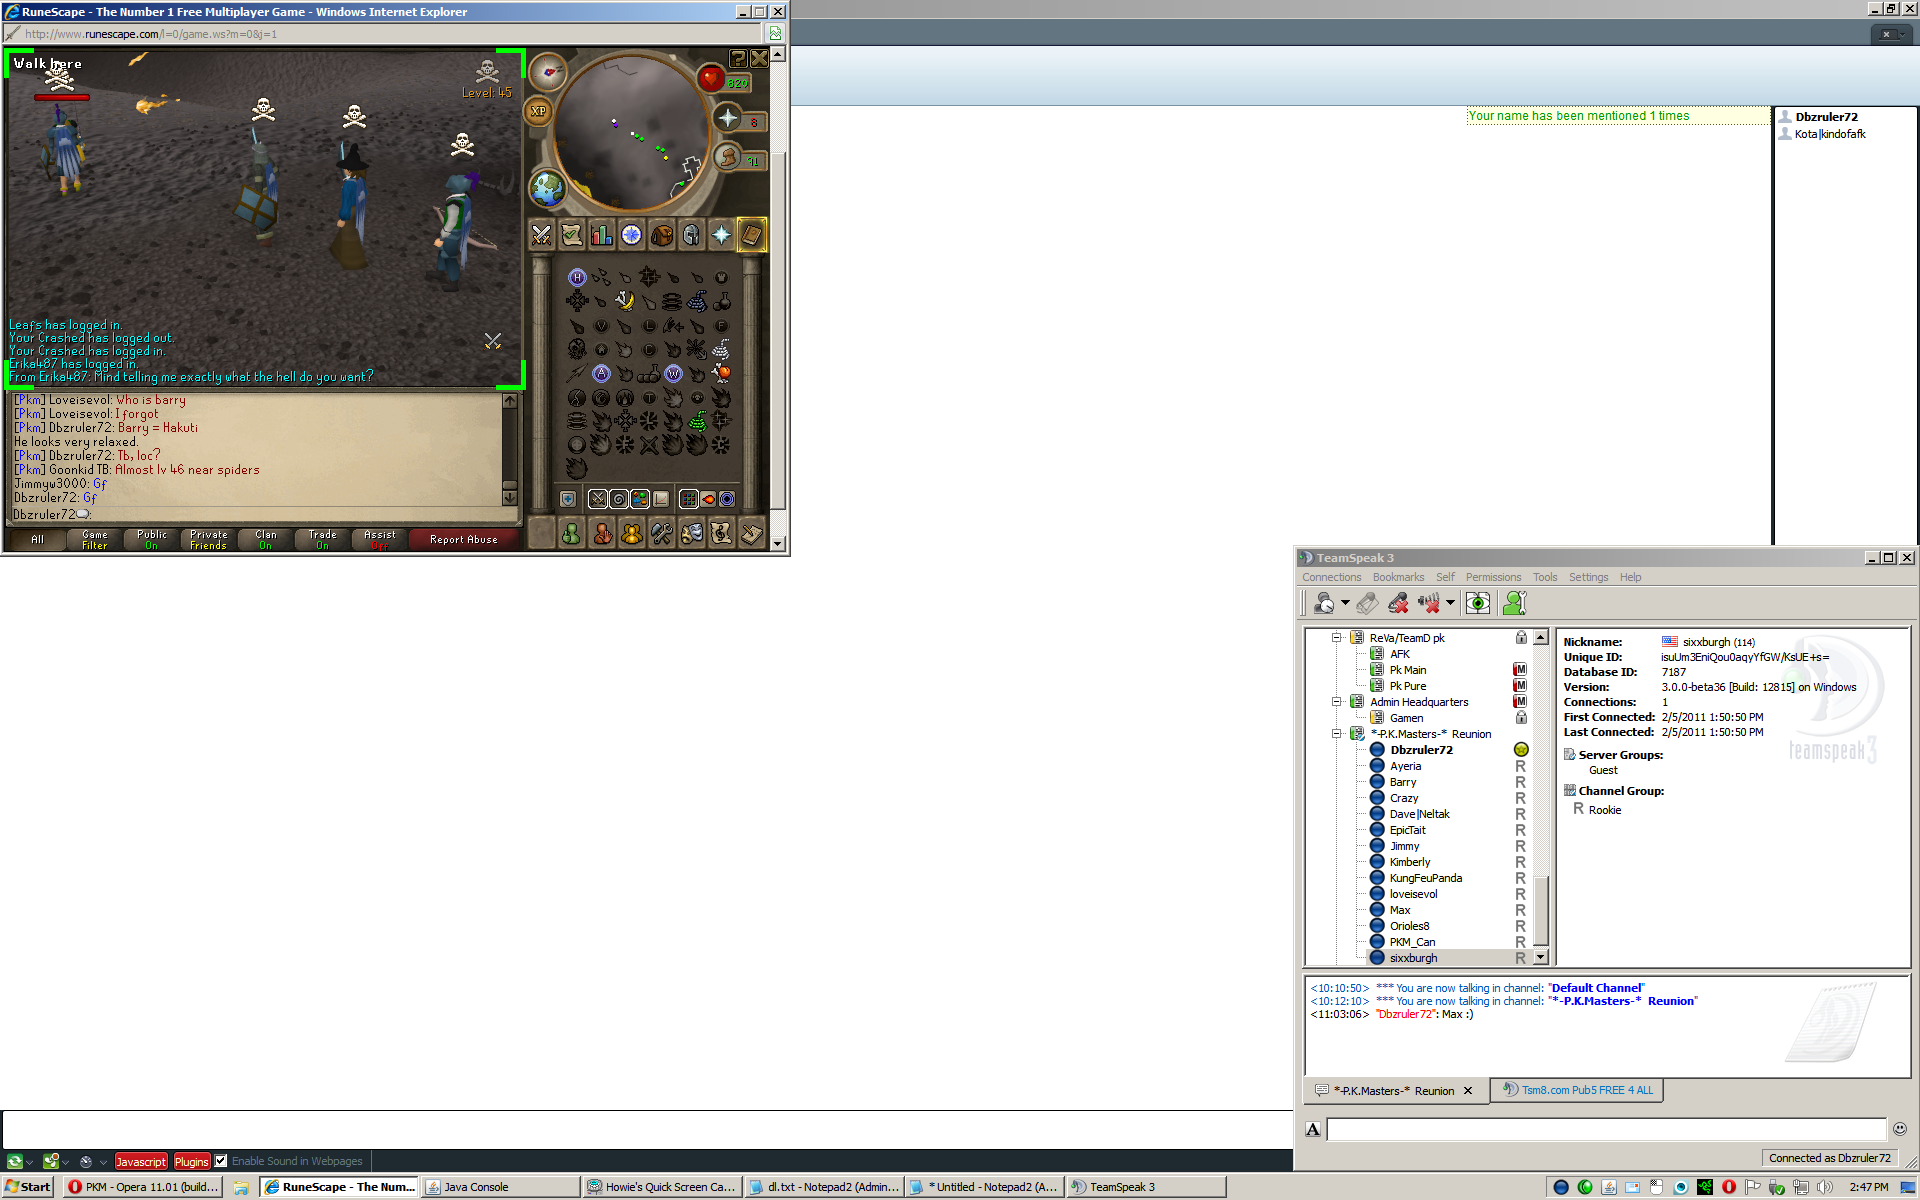 RuneScape - The Number 1 Free Multiplayer Game - Windows Internet Explorer
http://www.runescape.com/l=0/game.ws?m=0&j=1
Walk here
Level: 45
Leafs has logged in.
Your Crashed has logged out.
Your Crashed has logged in.
Erika487 has logged in.
From Erika487: Mind telling me exactly what the hell do you want?
[Pkm] Loveisevol: Who is barry
[Pkm] Loveisevol: I forgot
[Pkm] Dbzruler72: Barry = Hakuti
He looks very relaxed.
[Pkm] Dbzruler72: Tb, loc?
[Pkm] Goonkid TB: Almost lv 46 near spiders
Jimmyw3000: Gf
Dbzruler72: Gf
Dbzruler72:
All
Game
Filter
Public
On
Private
Friends
Clan
On
Trade
On
Assist
Report Abuse
XP
820
8
91
Your name has been mentioned 1 times
Dbzruler72
Kota|kindofafk
TeamSpeak 3
Connections Bookmarks Self Permissions Tools Settings Help
ReVa/TeamD pk
AFK
Pk Main
Pk Pure
Admin Headquarters
Gamen
*-P.K.Masters-* Reunion
Dbzruler72
Ayeria R
Barry R
Crazy R
Dave|Neltak R
EpicTait R
Jimmy R
Kimberly R
KungFeuPanda R
loveisevol R
Max R
Orioles8 R
PKM_Can R
sixxburgh R
Nickname: sixxburgh (114)
Unique ID: isuUm3EniQou0aqyYfGW/KsUE+s=
Database ID: 7187
Version: 3.0.0-beta36 [Build: 12815] on Windows
Connections: 1
First Connected: 2/5/2011 1:50:50 PM
Last Connected: 2/5/2011 1:50:50 PM
teamspeak3
Server Groups:
Guest
Channel Group:
R Rookie
<10:10:50> *** You are now talking in channel: "Default Channel"
<10:12:10> *** You are now talking in channel: "*-P.K.Masters-* Reunion"
<11:03:06> "Dbzruler72": Max :)
*-P.K.Masters-* Reunion
Tsm8.com Pub5 FREE 4 ALL
A
Connected as Dbzruler72
Javascript Plugins Enable Sound in Webpages
Start
PKM - Opera 11.01 (build...
RuneScape - The Num...
Java Console
Howie's Quick Screen Ca...
dl.txt - Notepad2 (Admin...
* Untitled - Notepad2 (A...
TeamSpeak 3
2:47 PM